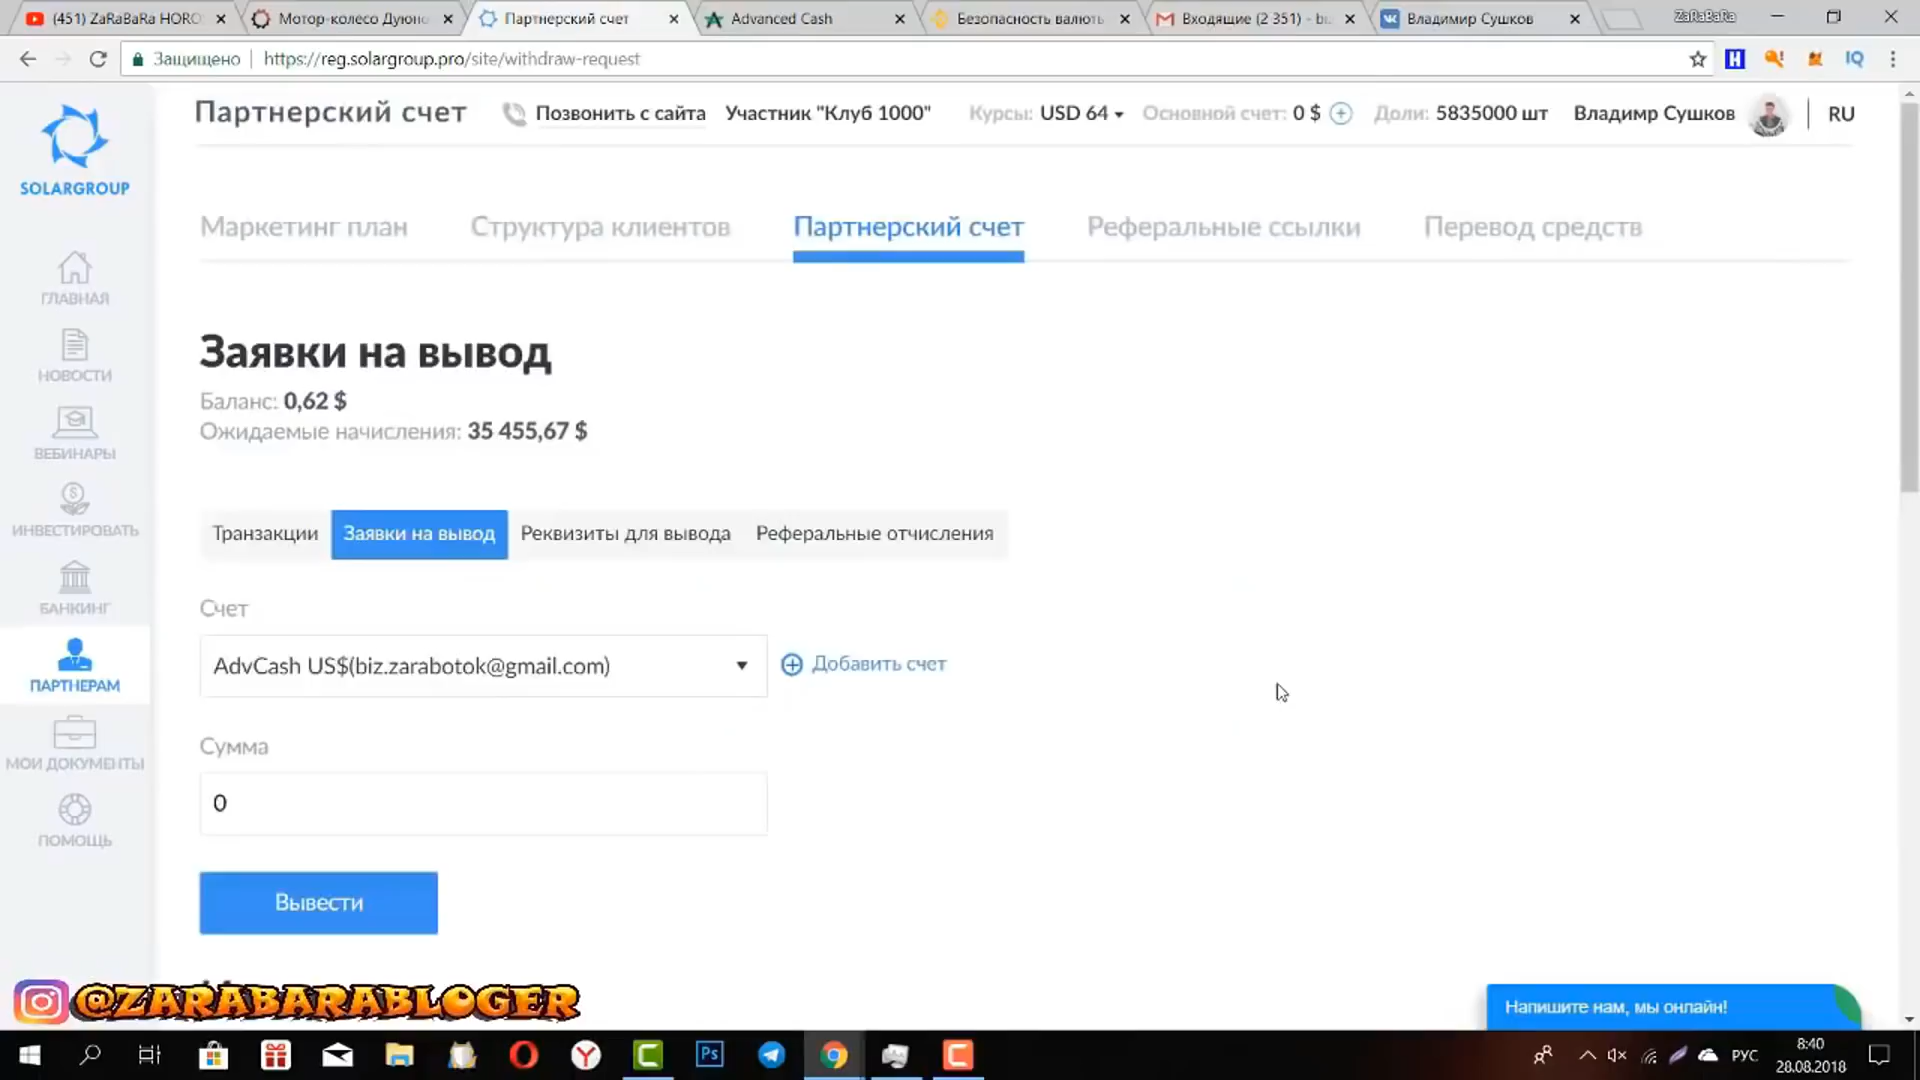 (451) ZaRaBaRa HORO
Мотор-колесо Дуюно
Партнерский счет
Advanced Cash
Безопасность валюты
Входящие (2 351) - bi
Владимир Сушков
ZaRaBaRa
Защищено
https://reg.solargroup.pro/site/withdraw-request
IQ
SOLARGROUP
Партнерский счет
Позвонить с сайта
Участник "Клуб 1000"
Курсы: USD 64
Основной счет: 0 $
Доли: 5835000 шт
Владимир Сушков
RU
Маркетинг план
Структура клиентов
Партнерский счет
Реферальные ссылки
Перевод средств
ГЛАВНАЯ
НОВОСТИ
ВЕБИНАРЫ
ИНВЕСТИРОВАТЬ
БАНКИНГ
ПАРТНЕРАМ
МОИ ДОКУМЕНТЫ
ПОМОЩЬ
Заявки на вывод
Баланс: 0,62 $
Ожидаемые начисления: 35 455,67 $
Транзакции
Заявки на вывод
Реквизиты для вывода
Реферальные отчисления
Счет
AdvCash US$(biz.zarabotok@gmail.com)
Добавить счет
Сумма
0
Вывести
@ZARABARABLOGER
Напишите нам, мы онлайн!
Ps
РУС
8:40
28.08.2018